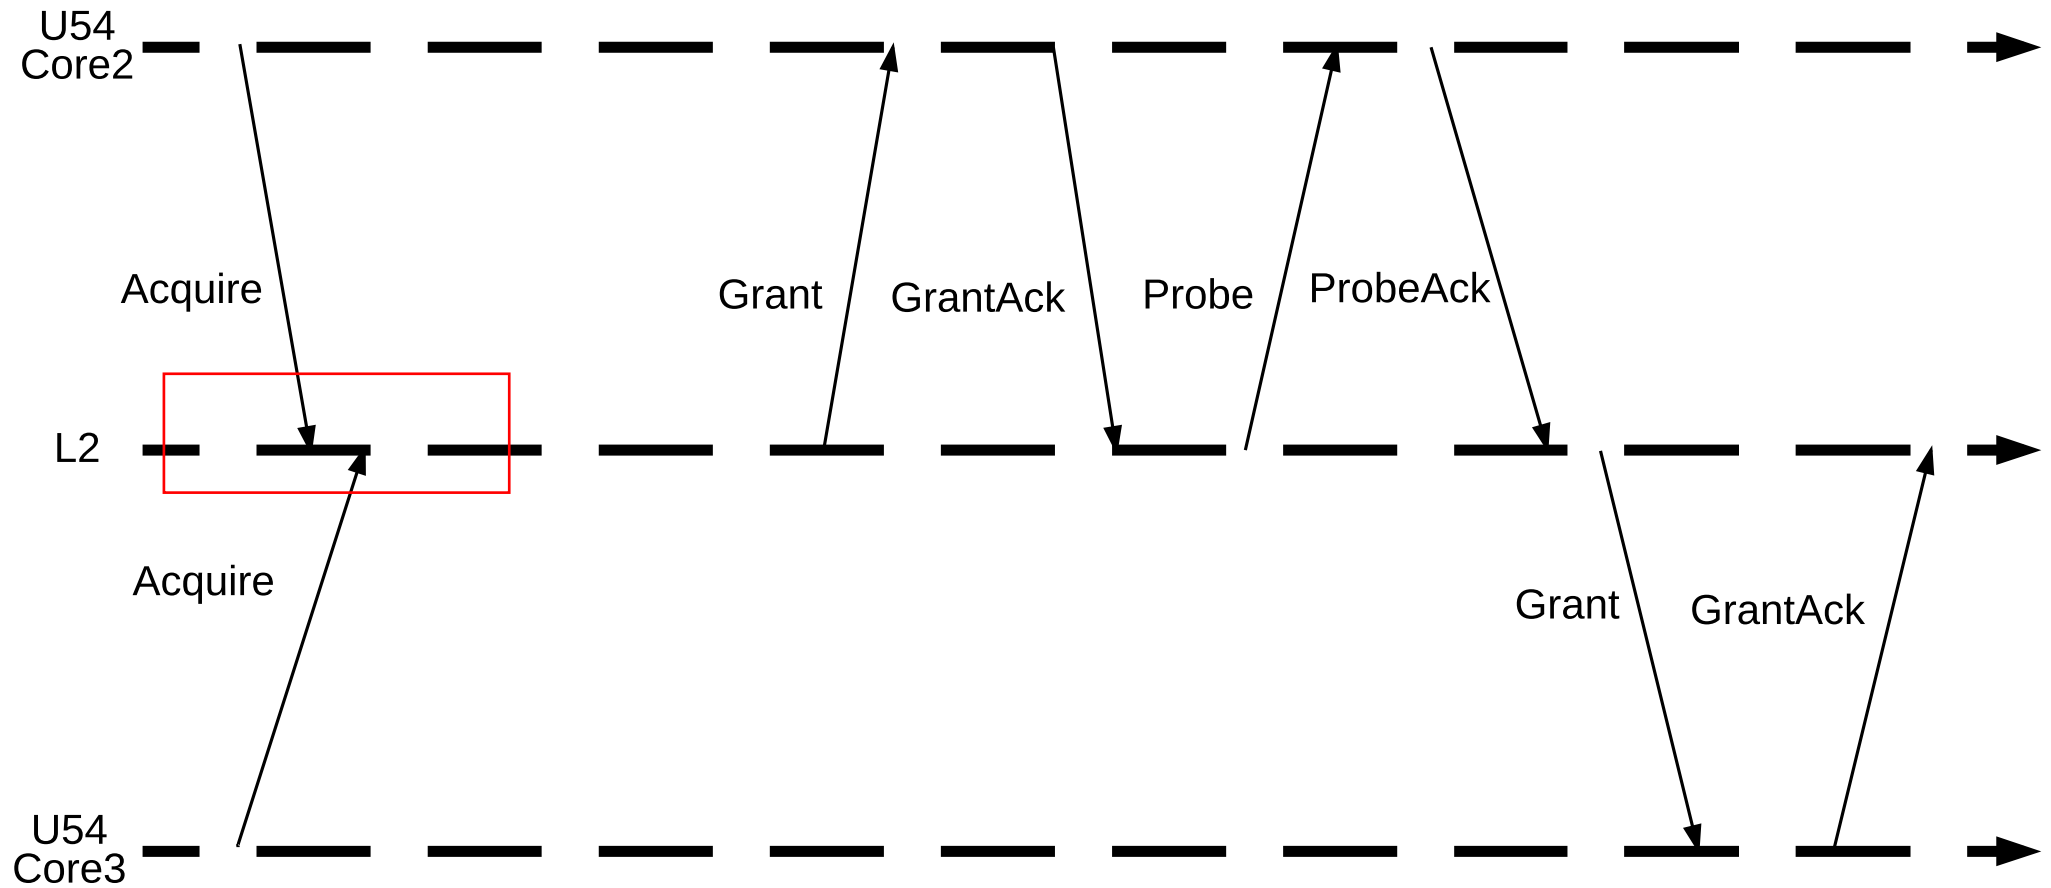 U54
Core2
Acquire
Grant
GrantAck
Probe
ProbeAck
L2
Acquire
Grant
GrantAck
U54
Core3